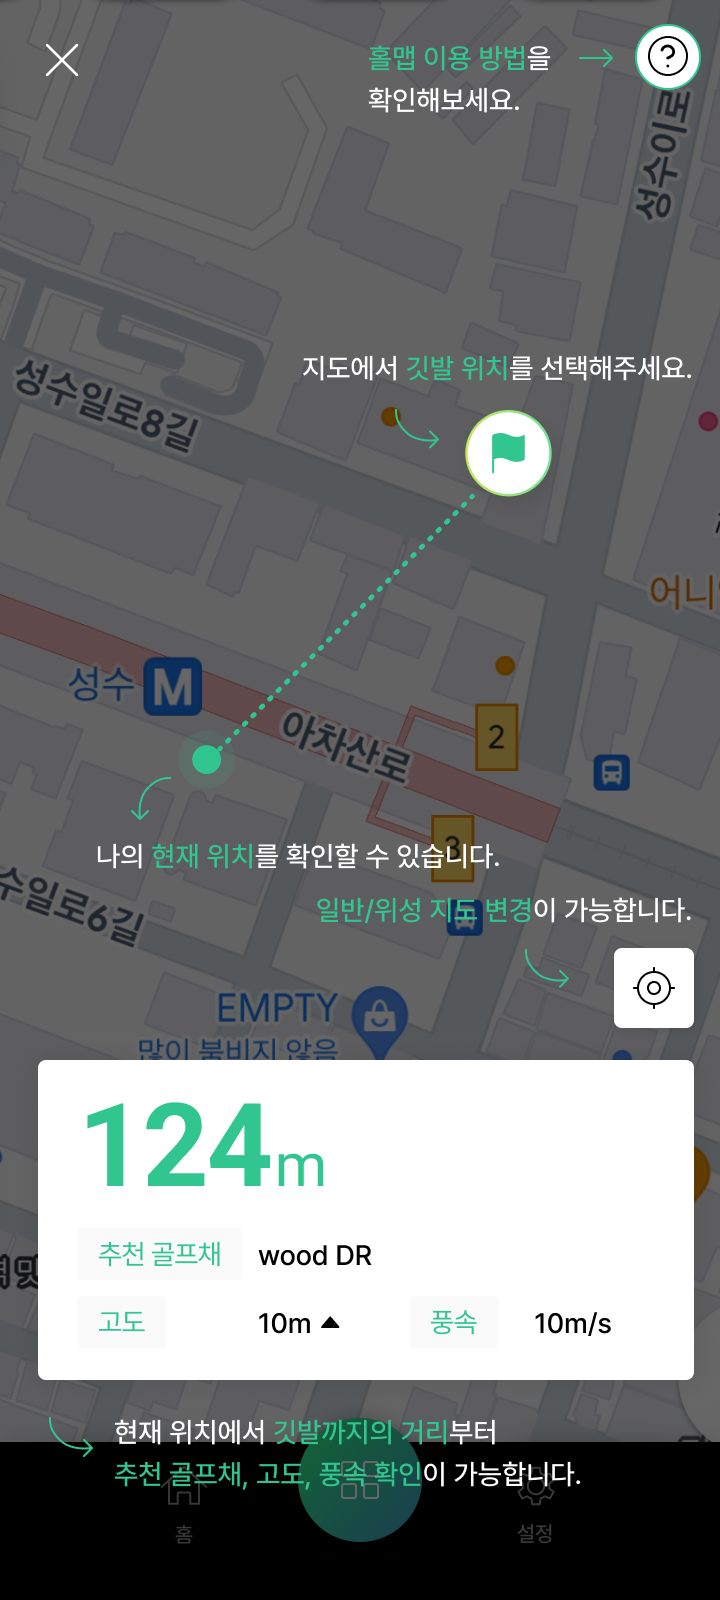 홀맵 이용 방법을
확인해보세요.
성수이로
지도에서 깃발 위치를 선택해주세요.
성수일로8길
어니
성수 M
아차산로
2
3
나의 현재 위치를 확인할 수 있습니다.
수일로6길
일반/위성 지도 변경이 가능합니다.
EMPTY
많이 붐비지 않음
124m
추천 골프채 wood DR
고도 10m ▲ 풍속 10m/s
현재 위치에서 깃발까지의 거리부터
추천 골프채, 고도, 풍속 확인이 가능합니다.
홈 설정